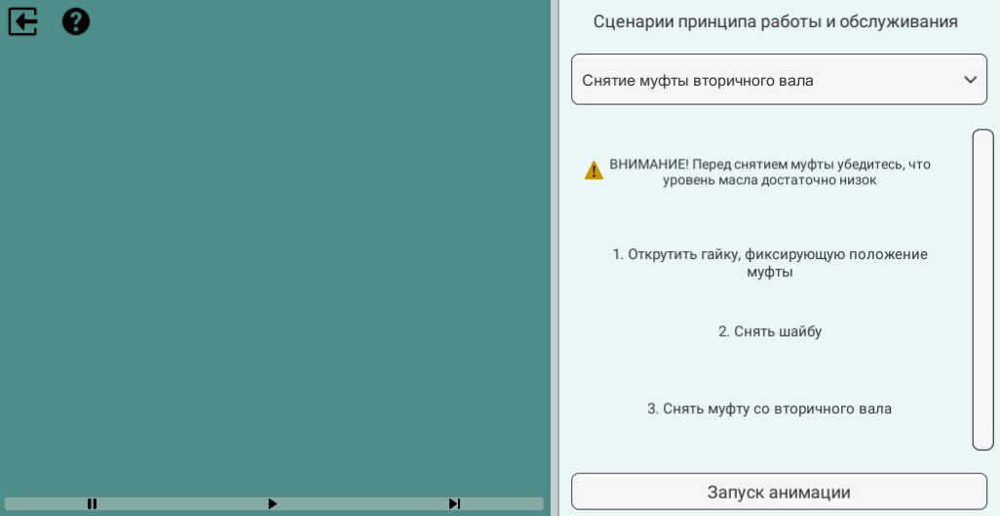 Сценарии принципа работы и обслуживания
Снятие муфты вторичного вала
ВНИМАНИЕ! Перед снятием муфты убедитесь, что
уровень масла достаточно низок
1. Открутить гайку, фиксирующую положение
муфты
2. Снять шайбу
3. Снять муфту со вторичного вала
Запуск анимации